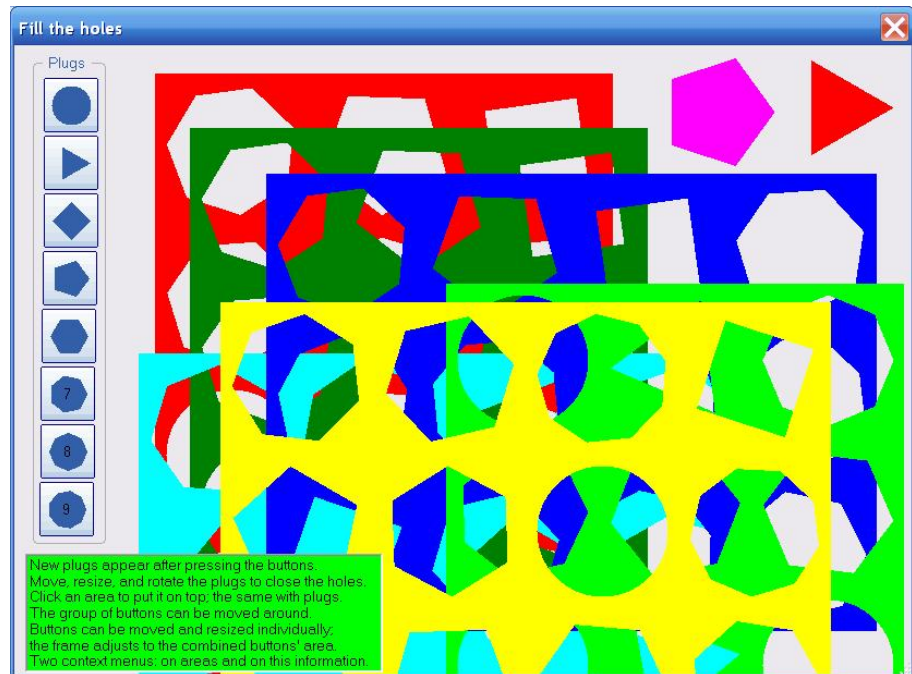 Fill the holes
Plugs
7
8
9
New plugs appear after pressing the buttons.
Move, resize, and rotate the plugs to close the holes.
Click an area to put it on top; the same with plugs.
The group of buttons can be moved around.
Buttons can be moved and resized individually;
the frame adjusts to the combined buttons' area.
Two context menus: on areas and on this information.